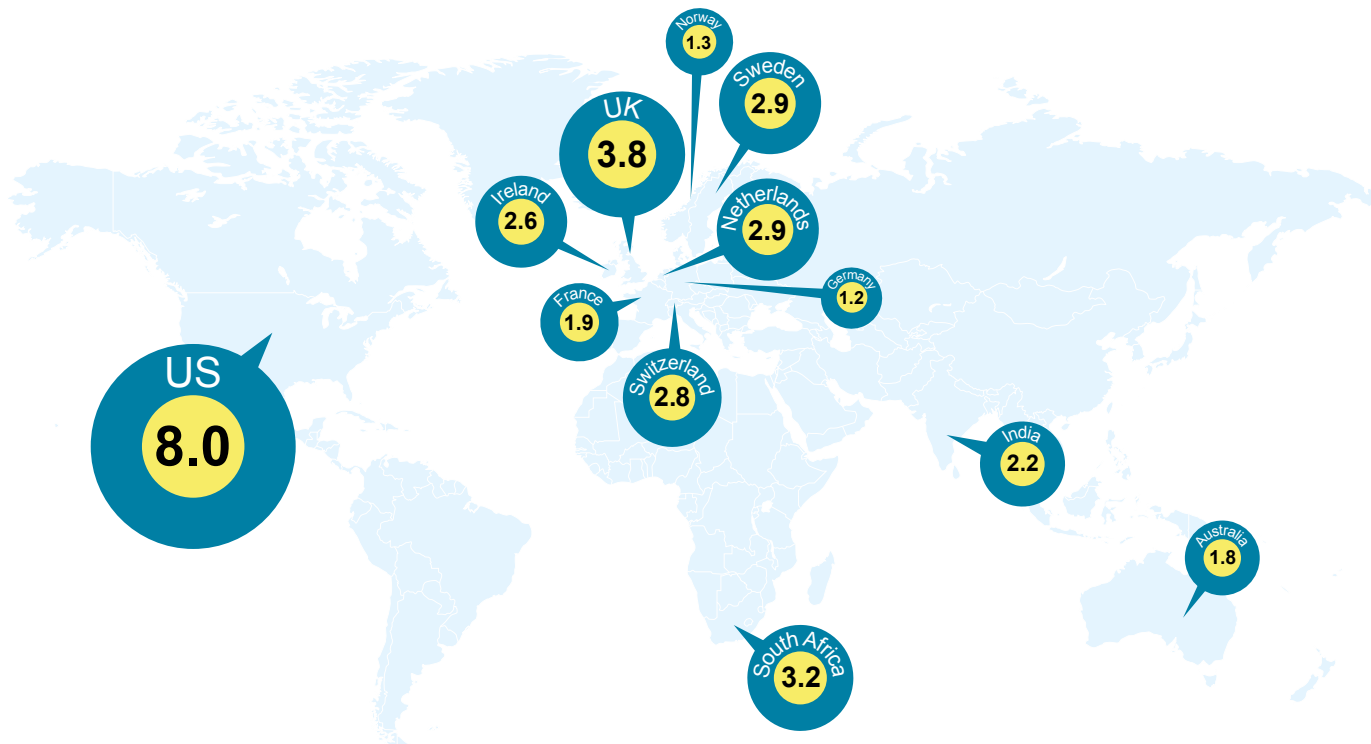 Norway
1.3
Sweden
2.9
UK
3.8
Ireland
2.6
Netherlands
2.9
Germany
1.2
France
1.9
US
8.0
Switzerland
2.8
India
2.2
Australia
1.8
South Africa
3.2